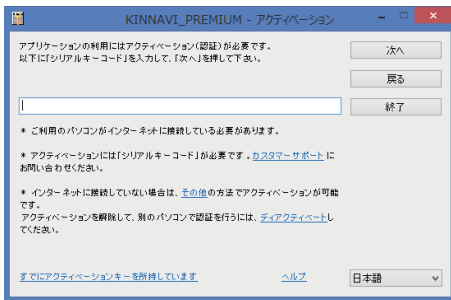 KINNAVI_PREMIUM - アクティベーション
アプリケーションの利用にはアクティベーション(認証)が必要です。
以下に「シリアルキーコード」を入力して、「次へ」を押して下さい。
次へ
戻る
終了
* ご利用のパソコンがインターネットに接続している必要があります。
* アクティベーションには「シリアルキーコード」が必要です。カスタマーサポート に
お問い合わせください。
* インターネットに接続していない場合は、その他の方法でアクティベーションが可能
です。
アクティベーションを解除して、別のパソコンで認証を行うには、ディアクティベートし
てください。
すでにアクティベーションキーを所持しています
ヘルプ
日本語